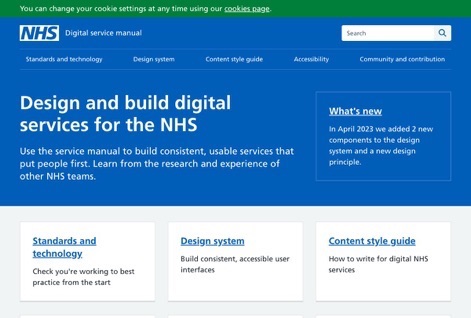 You can change your cookie settings at any time using our cookies page.
NHS Digital service manual
Search
Standards and technology Design system Content style guide Accessibility Community and contribution
Design and build digital
services for the NHS
Use the service manual to build consistent, usable services that
put people first. Learn from the research and experience of
other NHS teams.
What's new
In April 2023 we added 2 new
components to the design
system and a new design
principle.
Standards and
technology
Check you're working to best
practice from the start
Design system
Build consistent, accessible user
interfaces
Content style guide
How to write for digital NHS
services